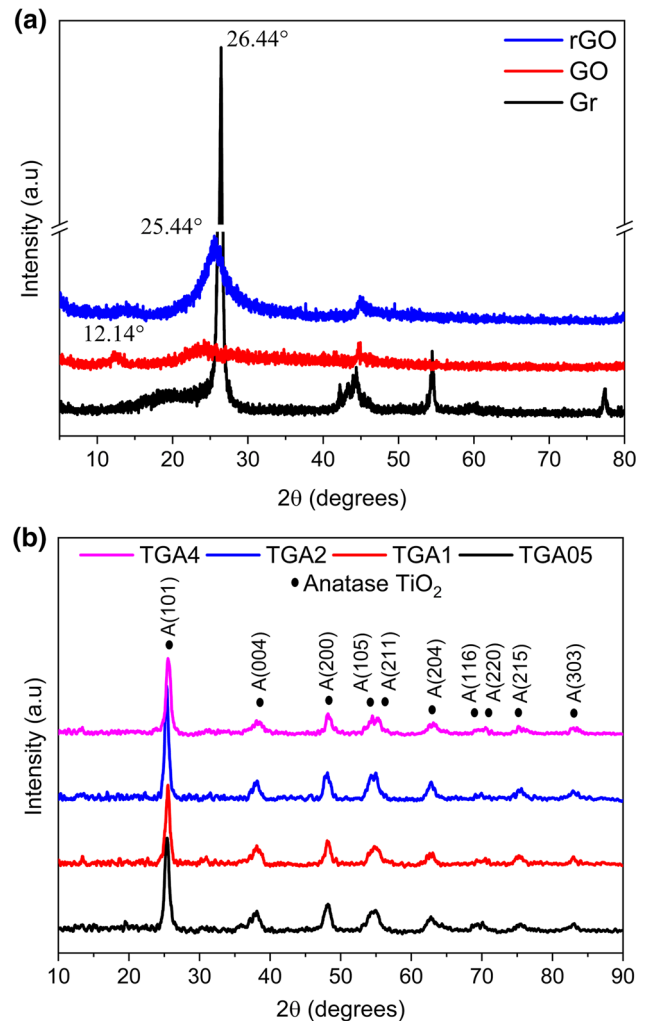 (a)
26.44°
rGO
GO
Gr
25.44°
12.14°
Intensity (a.u)
10 20 30 40 50 60 70 80
2θ (degrees)
(b)
TGA4 TGA2 TGA1 TGA05
Anatase TiO₂
A(101)
A(004)
A(200)
A(105)
A(211)
A(204)
A(116)
A(220)
A(215)
A(303)
Intensity (a.u)
10 20 30 40 50 60 70 80 90
2θ (degrees)